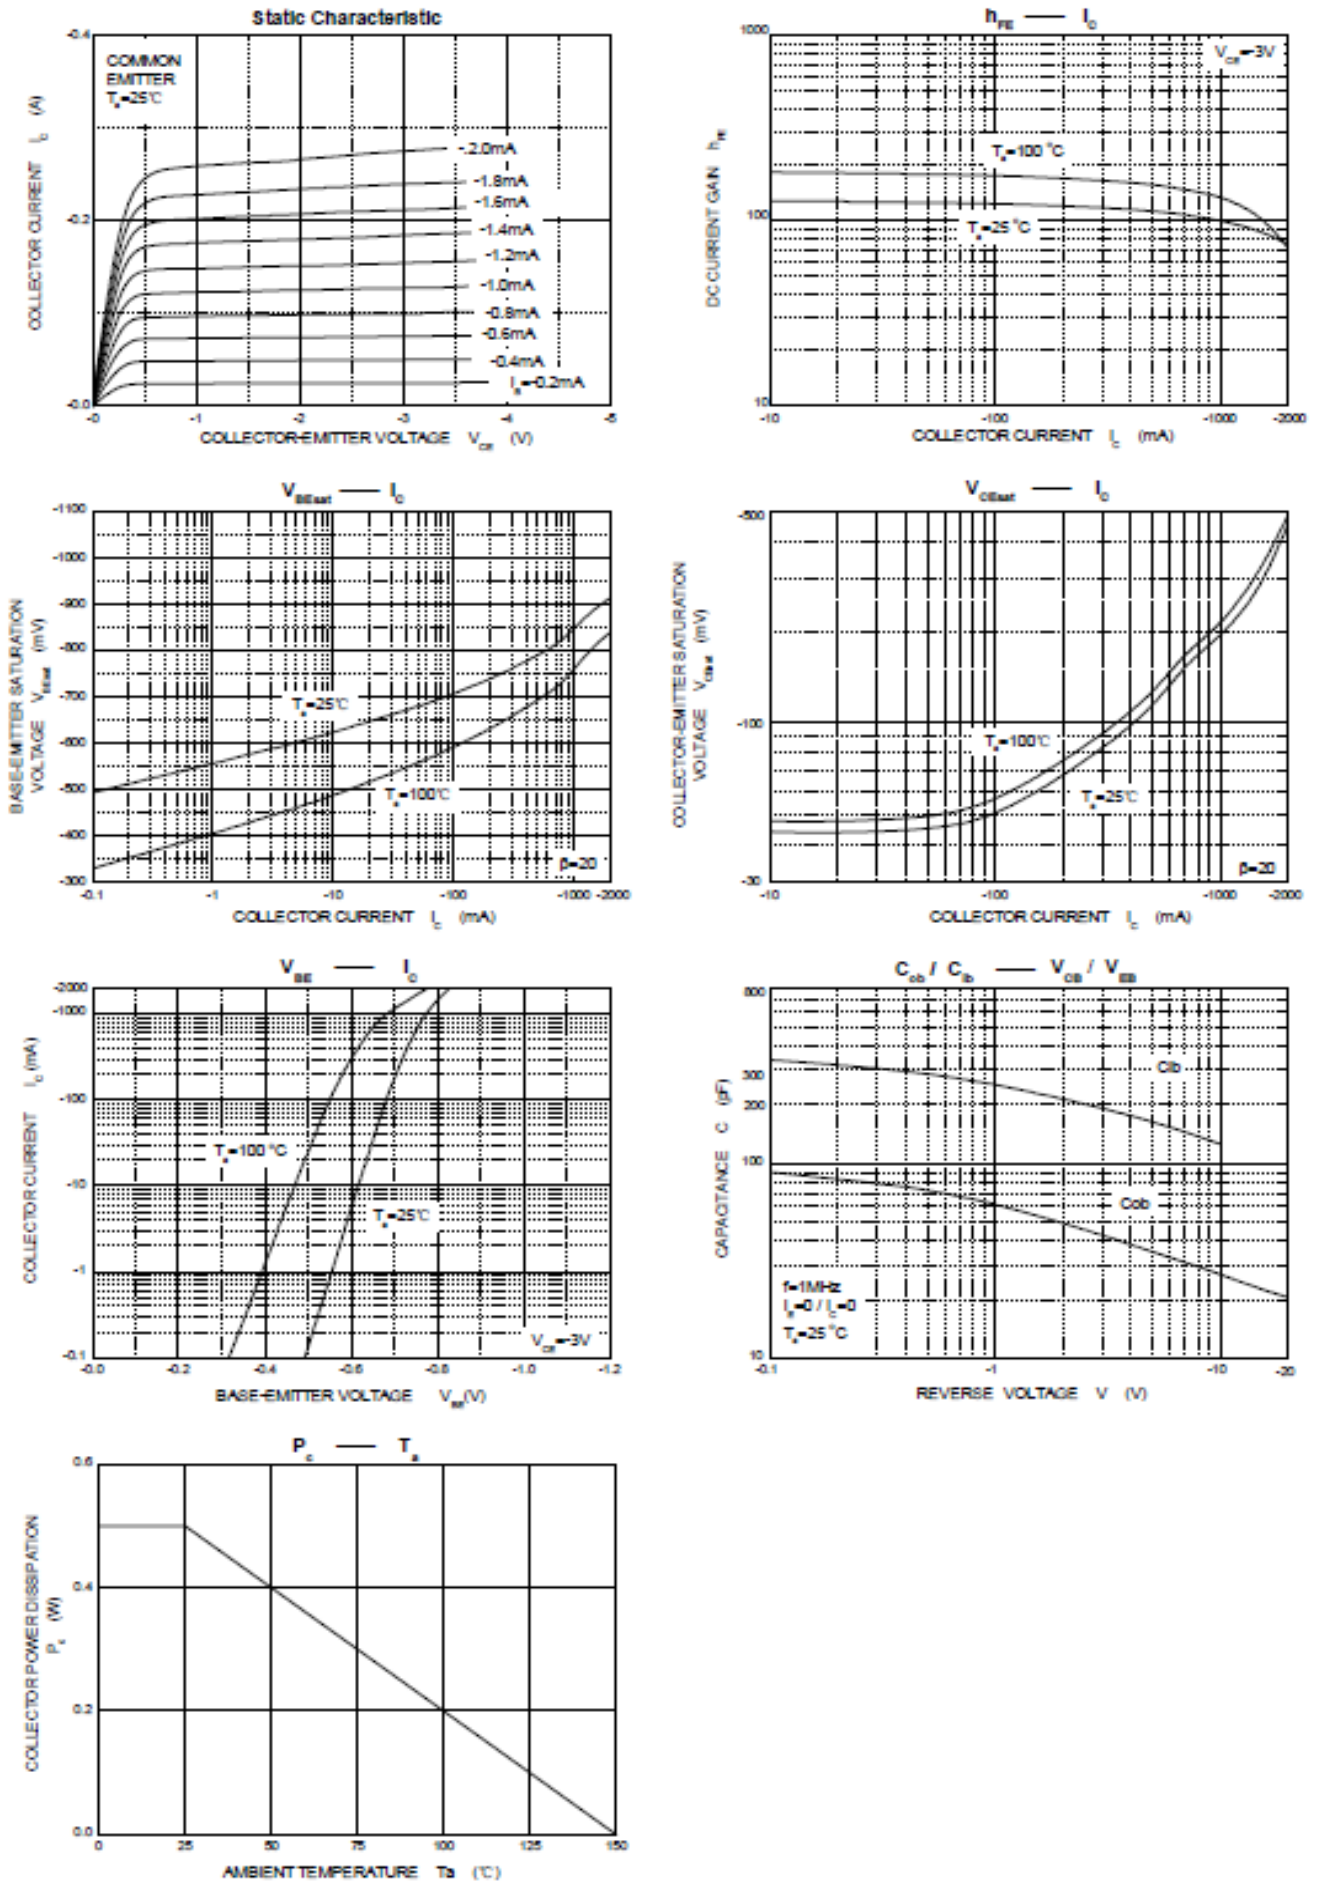 Static Characteristic
-0.4
-0.2
-0.0
COMMON
EMITTER
Ta=25℃
-.2.0mA
-1.8mA
-1.6mA
-1.4mA
-1.2mA
-1.0mA
-0.8mA
-0.6mA
-0.4mA
IB=-0.2mA
-0 -1 -2 -3 -4 -5
COLLECTOR CURRENT IC (A)
COLLECTOR-EMITTER VOLTAGE VCE (V)
hFE —— IC
1000
100
10
VCE=-3V
Ta=100 °C
Ta=25 °C
-10 -100 -1000 -2000
DC CURRENT GAIN hFE
COLLECTOR CURRENT IC (mA)
VBEsat —— IC
-1100
-1000
-900
-800
-700
-600
-500
-400
-300
Ta=25℃
Ta=100℃
β=20
-0.1 -1 -10 -100 -1000 -2000
BASE-EMITTER SATURATION
VOLTAGE VBEsat (mV)
COLLECTOR CURRENT IC (mA)
VCEsat —— IC
-500
-100
-30
Ta=100℃
Ta=25℃
β=20
-10 -100 -1000 -2000
COLLECTOR-EMITTER SATURATION
VOLTAGE VCEsat (mV)
COLLECTOR CURRENT IC (mA)
VBE —— IC
-2000
-1000
-100
-10
-1
-0.1
Ta=100 °C
Ta=25℃
VCE=-3V
-0.0 -0.2 -0.4 -0.6 -0.8 -1.0 -1.2
COLLECTOR CURRENT IC (mA)
BASE-EMITTER VOLTAGE VBE(V)
Cob / Cib —— VCB / VEB
800
300
200
100
10
Cib
Cob
f=1MHz
IE=0 / IC=0
Ta=25 °C
-0.1 -1 -10 -20
CAPACITANCE C (pF)
REVERSE VOLTAGE V (V)
Pc —— Ta
0.6
0.4
0.2
0.0
0 25 50 75 100 125 150
COLLECTOR POWER DISSIPATION
Pc (W)
AMBIENT TEMPERATURE Ta (℃)